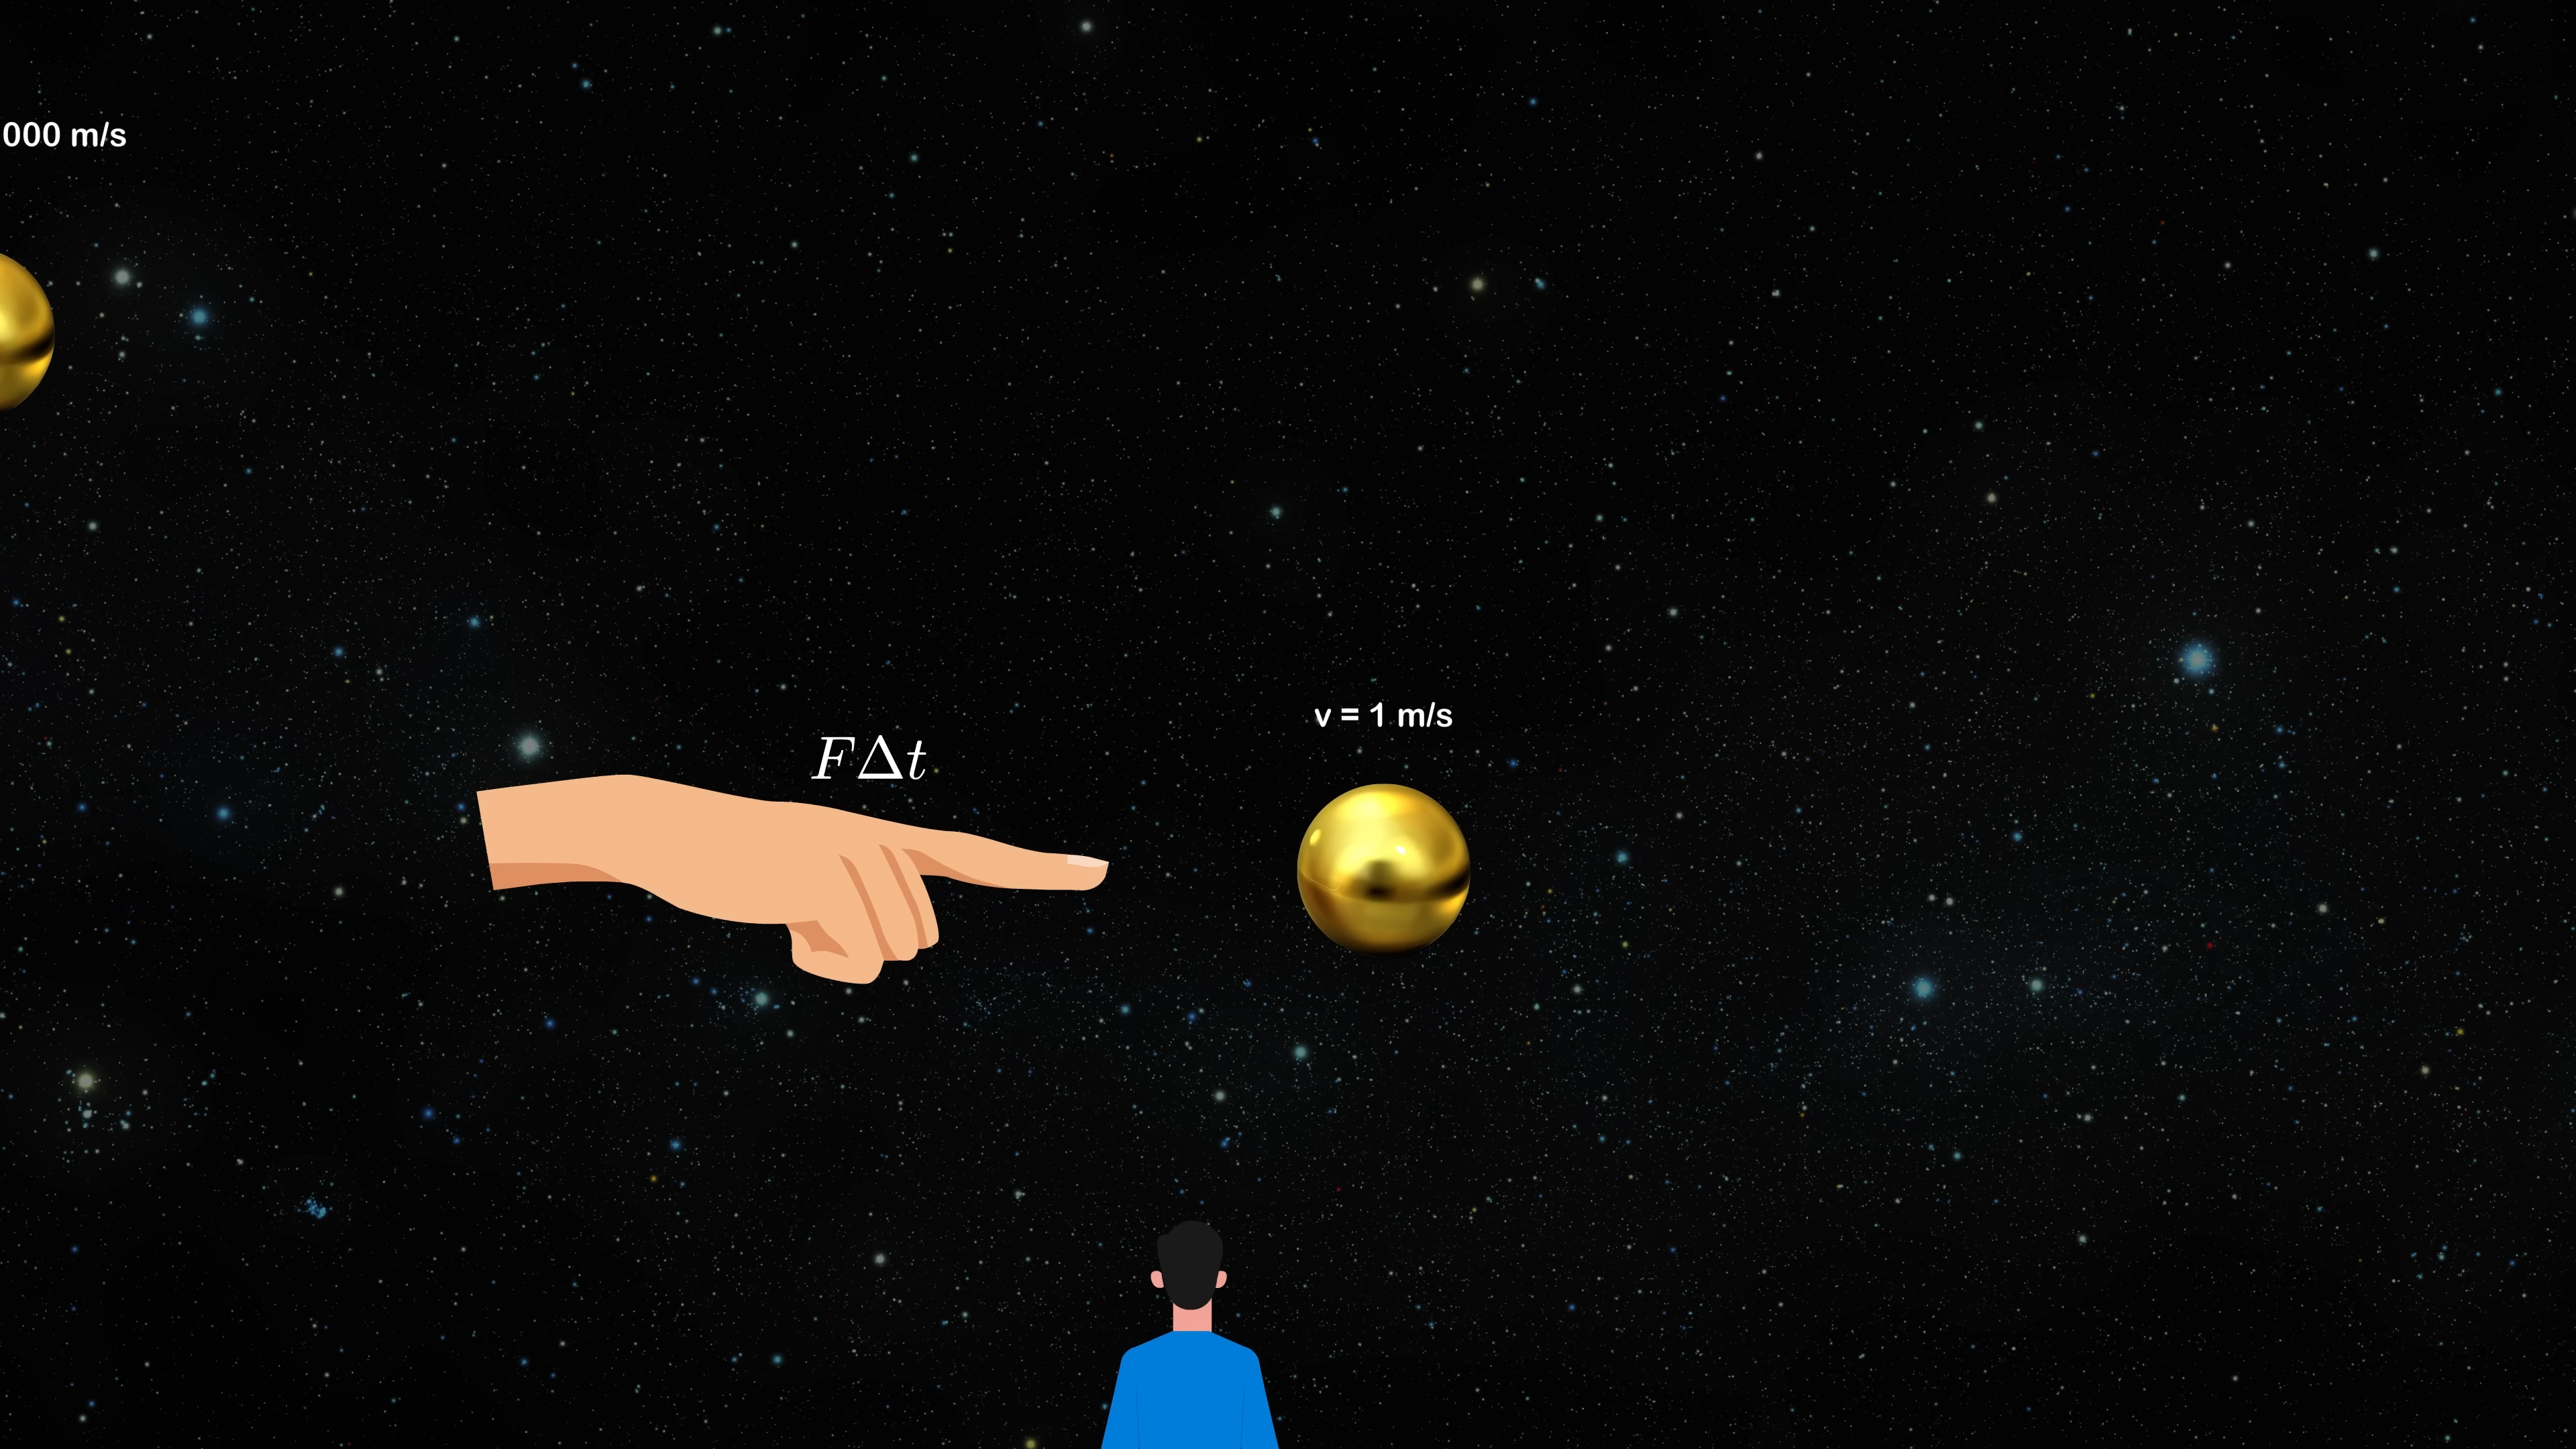 000 m/s
FΔt
v = 1 m/s